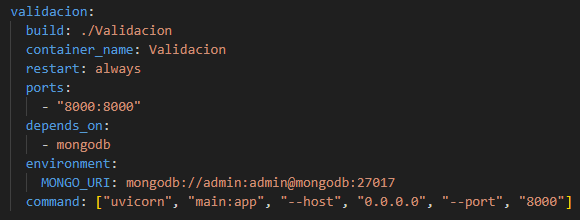 validacion:
  build: ./Validacion
  container_name: Validacion
  restart: always
  ports:
    - "8000:8000"
  depends_on:
    - mongodb
  environment:
    MONGO_URI: mongodb://admin:admin@mongodb:27017
  command: ["uvicorn", "main:app", "--host", "0.0.0.0", "--port", "8000"]